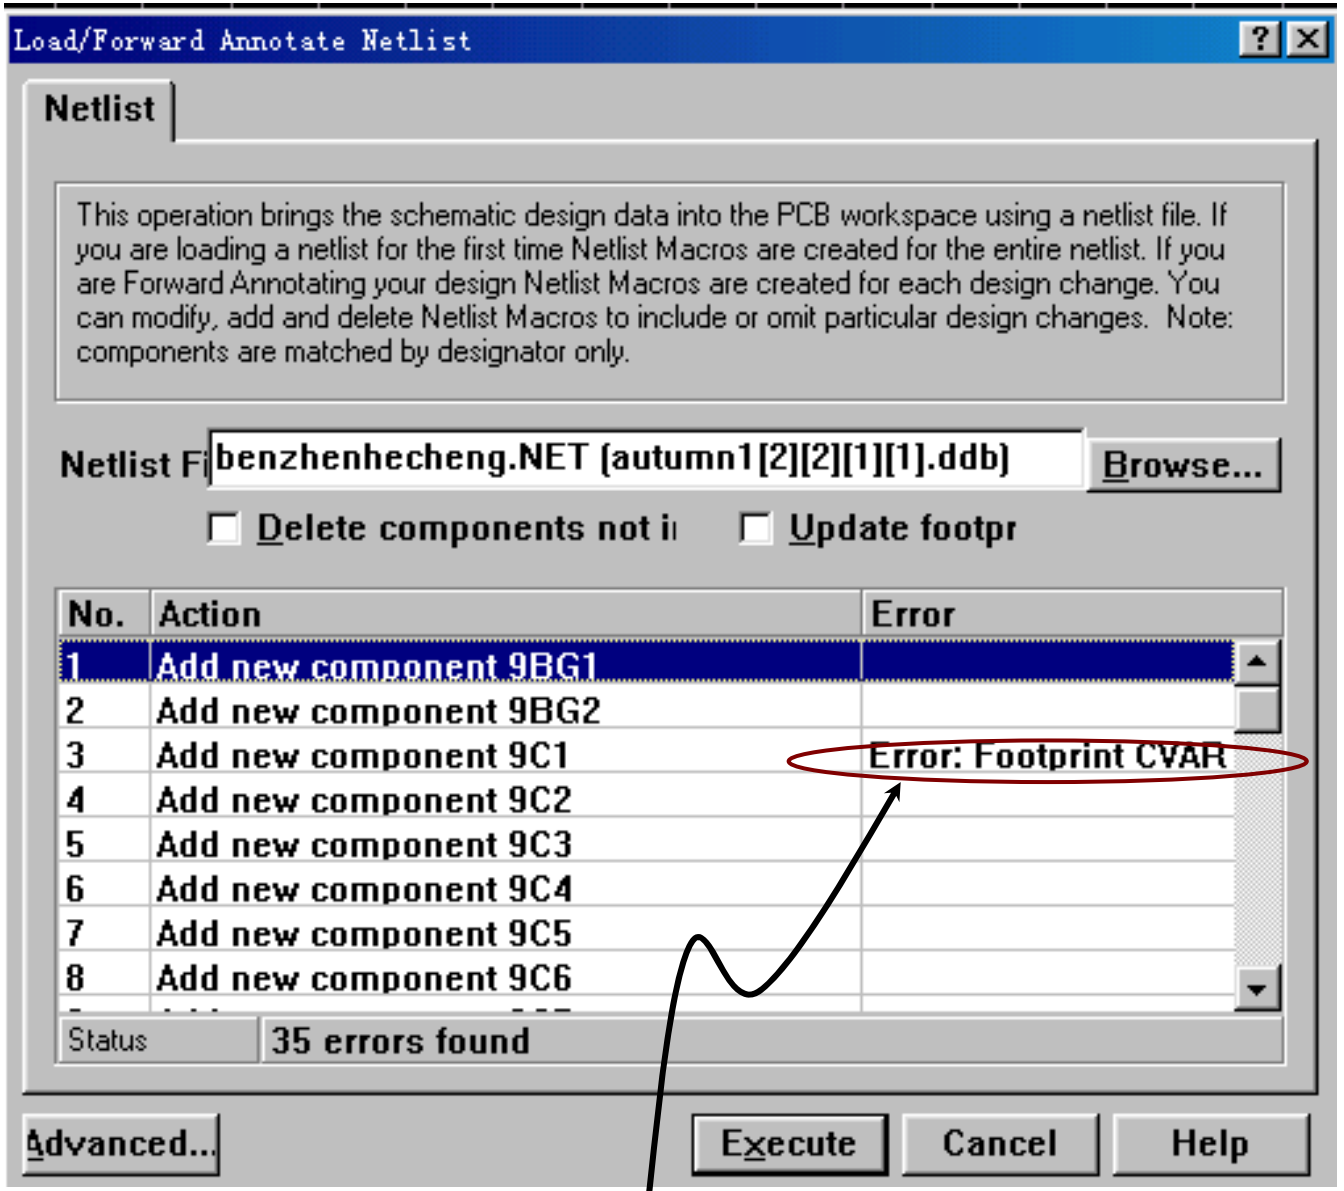 Load/Forward Annotate Netlist
Netlist
This operation brings the schematic design data into the PCB workspace using a netlist file. If
you are loading a netlist for the first time Netlist Macros are created for the entire netlist. If you
are Forward Annotating your design Netlist Macros are created for each design change. You
can modify, add and delete Netlist Macros to include or omit particular design changes.  Note:
components are matched by designator only.
Netlist Fi benzhenhecheng.NET (autumn1[2][2][1][1].ddb) Browse...
Delete components not i Update footpr
No. Action Error
1 Add new component 9BG1
2 Add new component 9BG2
3 Add new component 9C1 Error: Footprint CVAR
4 Add new component 9C2
5 Add new component 9C3
6 Add new component 9C4
7 Add new component 9C5
8 Add new component 9C6
Status 35 errors found
Advanced... Execute Cancel Help